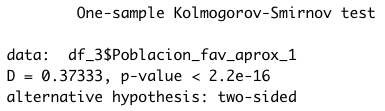 One-sample Kolmogorov-Smirnov test
data:  df_3$Poblacion_fav_aprox_1
D = 0.37333, p-value < 2.2e-16
alternative hypothesis: two-sided